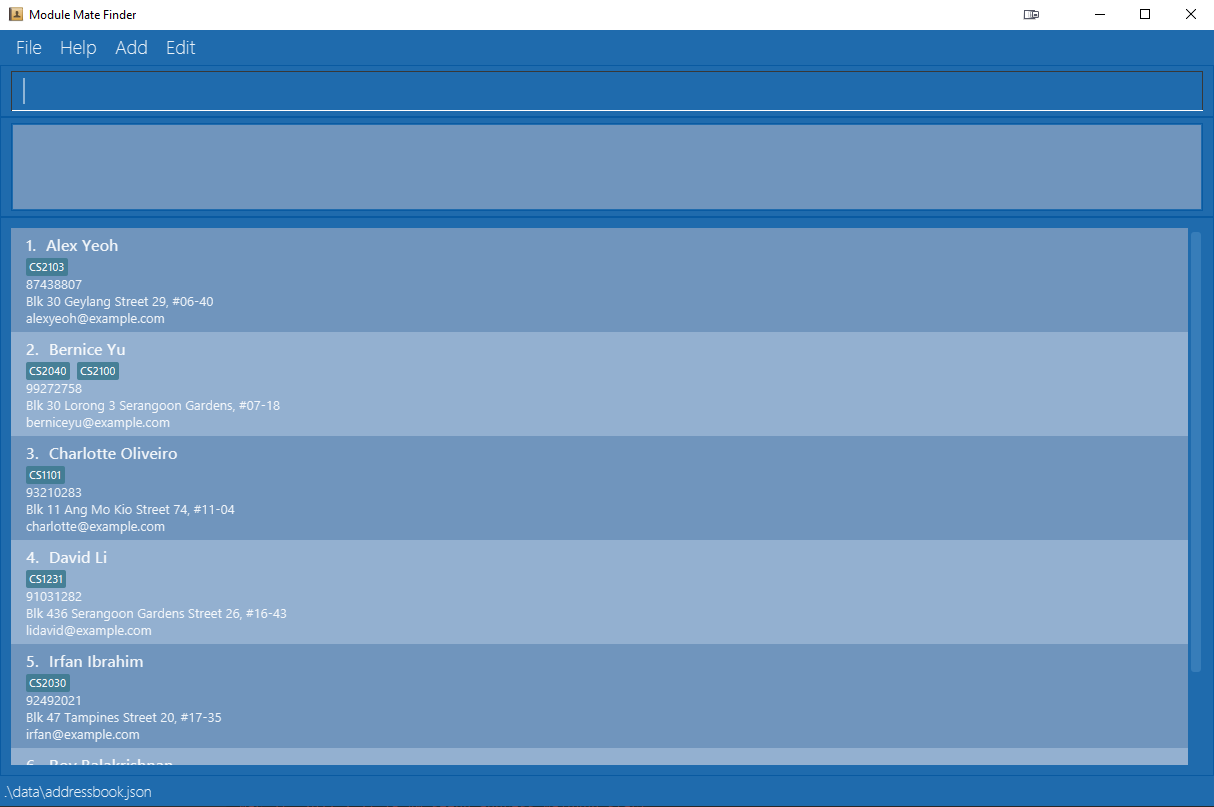 Module Mate Finder
File Help Add Edit
1. Alex Yeoh
CS2103
87438807
Blk 30 Geylang Street 29, #06-40
alexyeoh@example.com
2. Bernice Yu
CS2040 CS2100
99272758
Blk 30 Lorong 3 Serangoon Gardens, #07-18
berniceyu@example.com
3. Charlotte Oliveiro
CS1101
93210283
Blk 11 Ang Mo Kio Street 74, #11-04
charlotte@example.com
4. David Li
CS1231
91031282
Blk 436 Serangoon Gardens Street 26, #16-43
lidavid@example.com
5. Irfan Ibrahim
CS2030
92492021
Blk 47 Tampines Street 20, #17-35
irfan@example.com
6. Roy Balakrishnan
.\data\addressbook.json